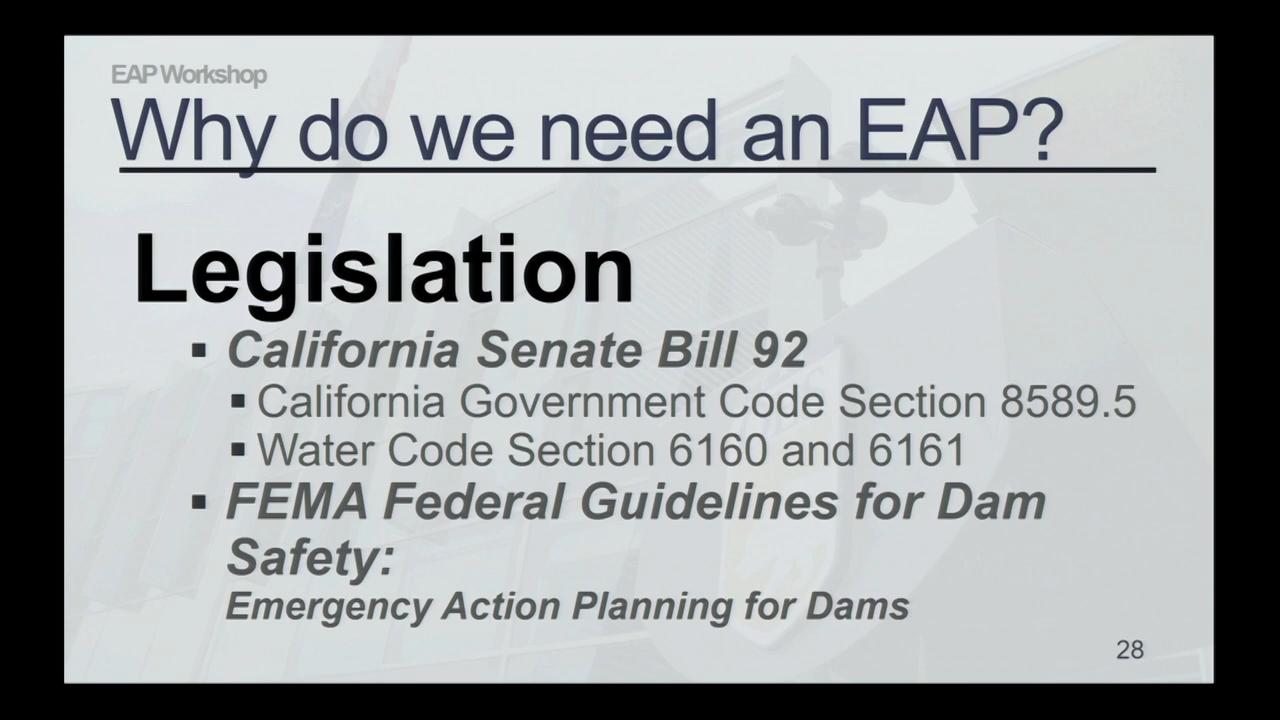 EAP Workshop
Why do we need an EAP?
Legislation
▪ California Senate Bill 92
▪ California Government Code Section 8589.5
▪ Water Code Section 6160 and 6161
▪ FEMA Federal Guidelines for Dam
Safety:
Emergency Action Planning for Dams
28